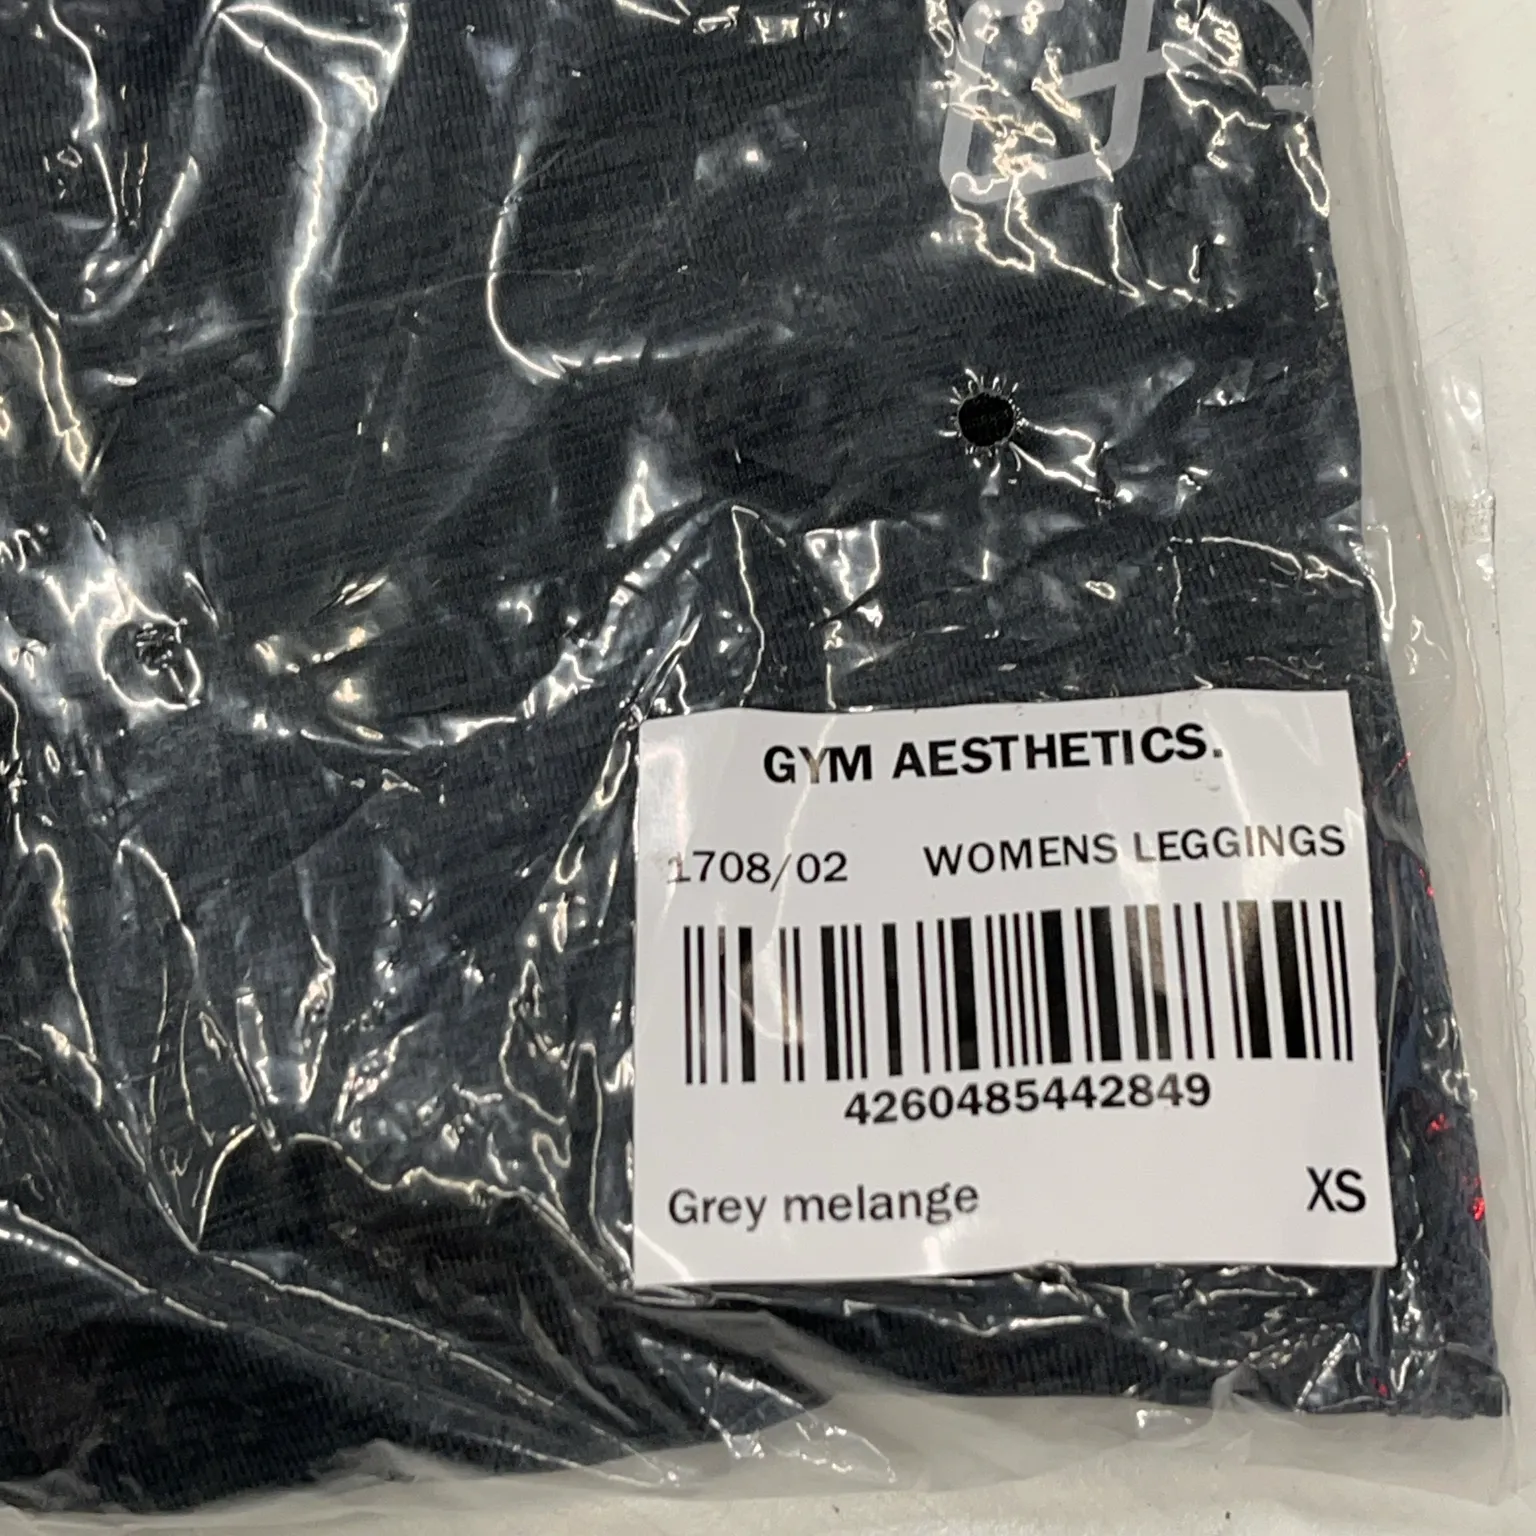 GYM AESTHETICS.
1708/02 WOMENS LEGGINGS
4260485442849
Grey melange XS